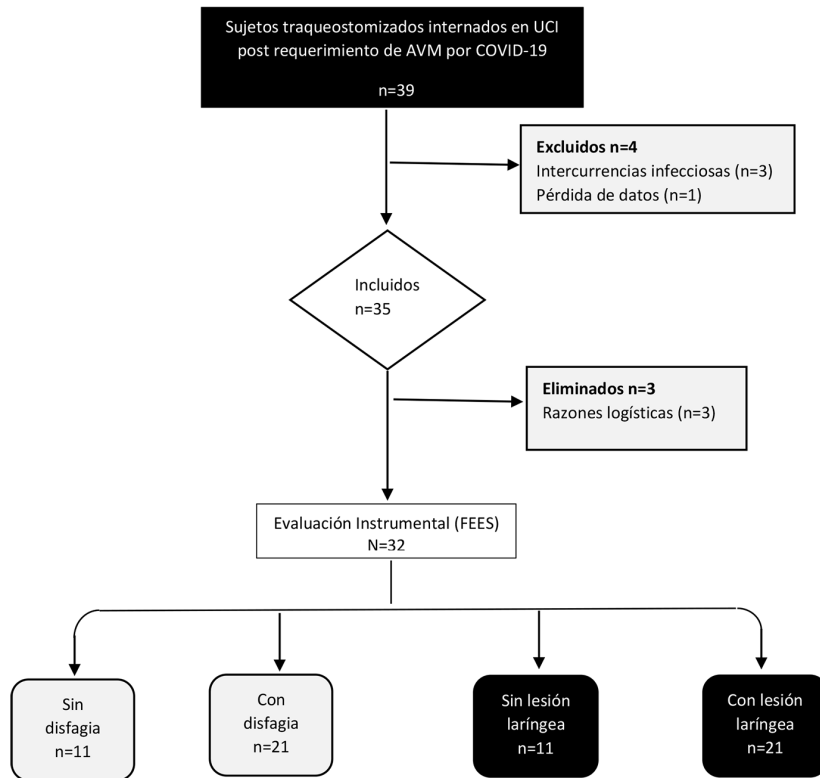 Sujetos traqueostomizados internados en UCI
post requerimiento de AVM por COVID-19
n=39
Excluidos n=4
Intercurrencias infecciosas (n=3)
Pérdida de datos (n=1)
Incluidos
n=35
Eliminados n=3
Razones logísticas (n=3)
Evaluación Instrumental (FEES)
N=32
Sin
disfagia
n=11
Con
disfagia
n=21
Sin lesión
laríngea
n=11
Con lesión
laríngea
n=21